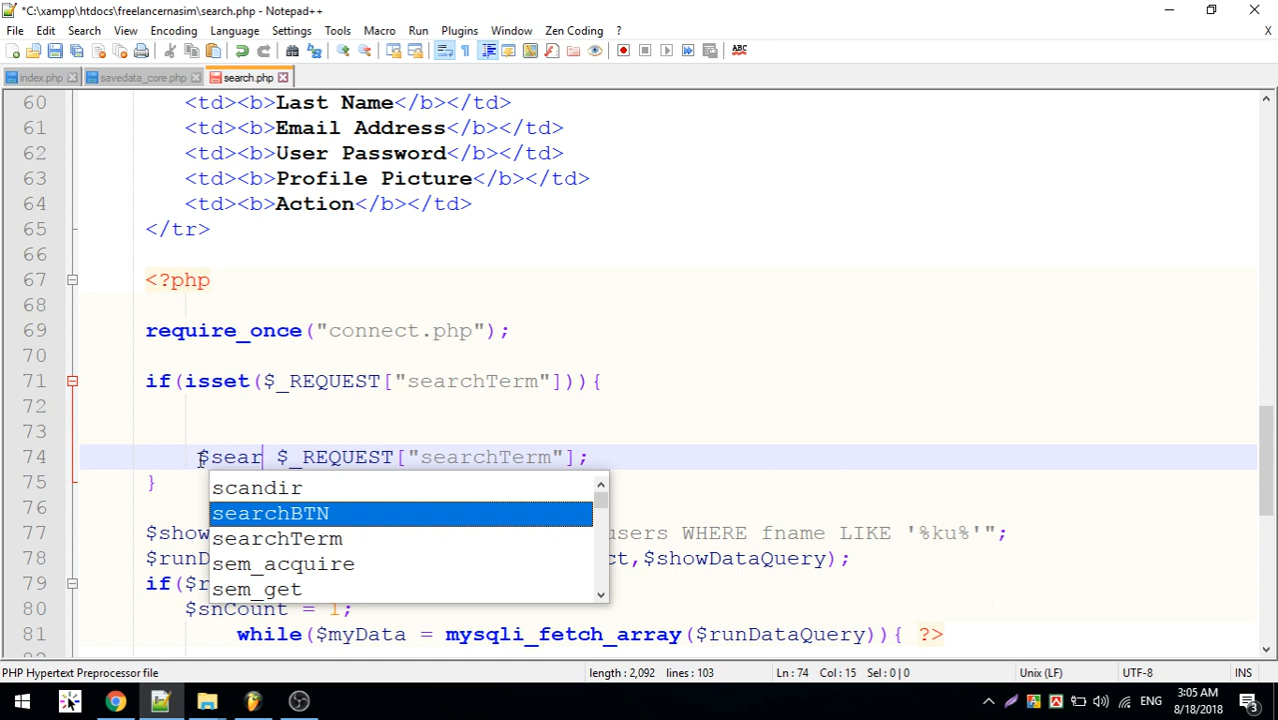 *C:\xampp\htdocs\freelancernasim\search.php - Notepad++
File Edit Search View Encoding Language Settings Tools Macro Run Plugins Window Zen Coding ? X
index.php savedata_core.php search.php
60 <td><b>Last Name</b></td>
61 <td><b>Email Address</b></td>
62 <td><b>User Password</b></td>
63 <td><b>Profile Picture</b></td>
64 <td><b>Action</b></td>
65 </tr>
66
67 <?php
68
69 require_once("connect.php");
70
71 if(isset($_REQUEST["searchTerm"])){
72
73
74 $sear $_REQUEST["searchTerm"];
75 }
scandir
76
searchBTN
77 $show users WHERE fname LIKE '%ku%'";
searchTerm
78 $runD ct,$showDataQuery);
sem_acquire
79 if($r
sem_get
80 $snCount = 1;
81 while($myData = mysqli_fetch_array($runDataQuery)){ ?>
PHP Hypertext Preprocessor file length : 2,092 lines : 103 Ln : 74 Col : 15 Sel : 0 | 0 Unix (LF) UTF-8 INS
ENG 3:05 AM
8/18/2018 3